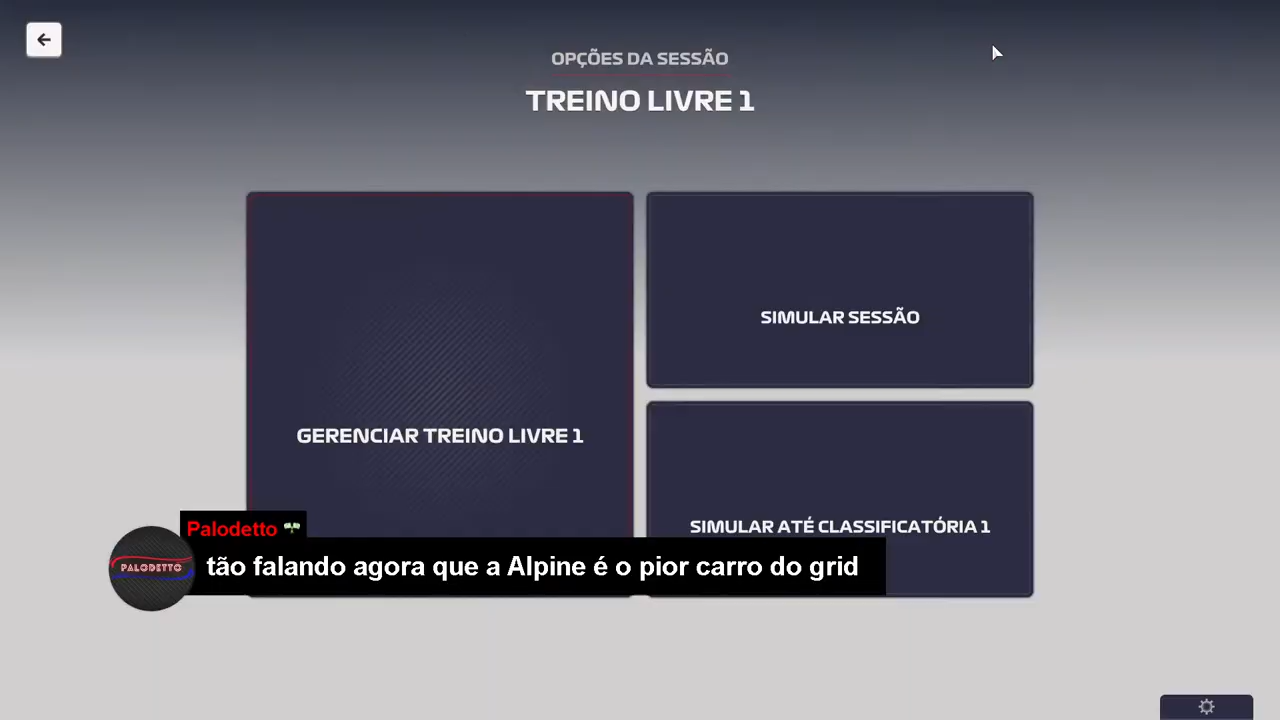 OPÇÕES DA SESSÃO
TREINO LIVRE 1
SIMULAR SESSÃO
GERENCIAR TREINO LIVRE 1
SIMULAR ATÉ CLASSIFICATÓRIA 1
Palodetto
PALODETTO
tão falando agora que a Alpine é o pior carro do grid